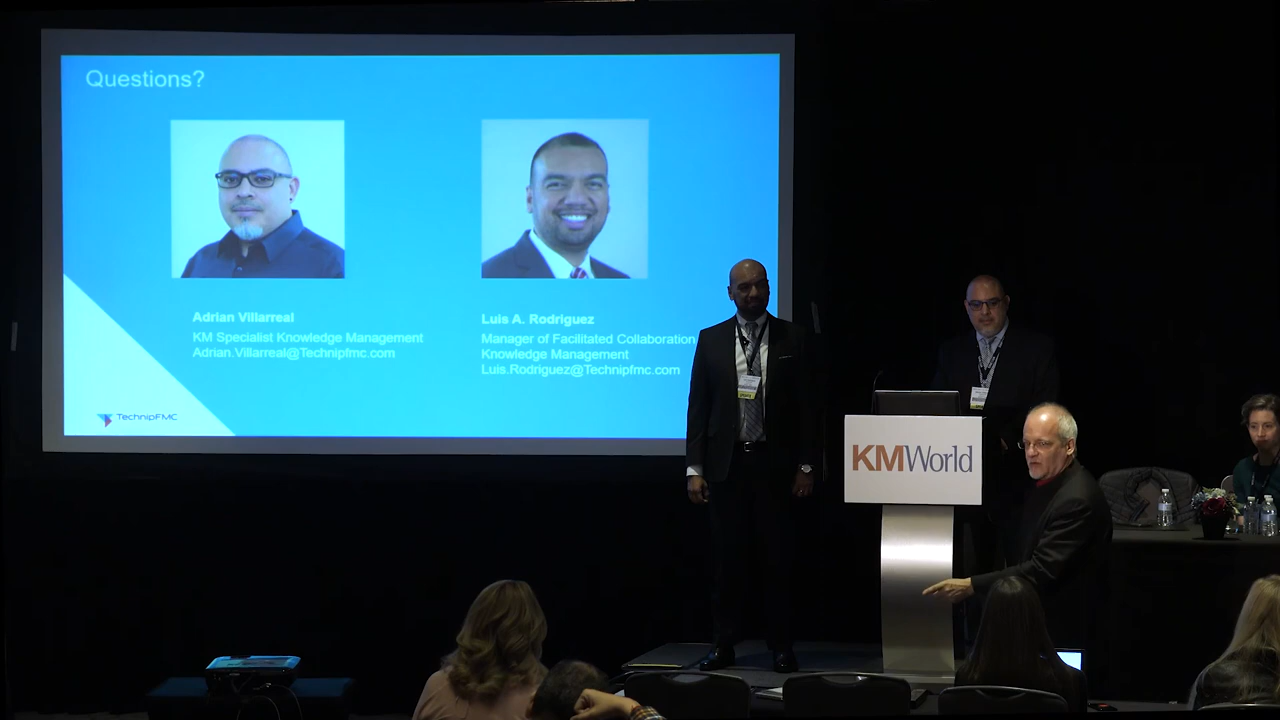 Questions?
Adrian Villarreal
KM Specialist Knowledge Management
Adrian.Villarreal@Technipfmc.com
Luis A. Rodriguez
Manager of Facilitated Collaboration
Knowledge Management
Luis.Rodriguez@Technipfmc.com
TechnipFMC
KMWorld